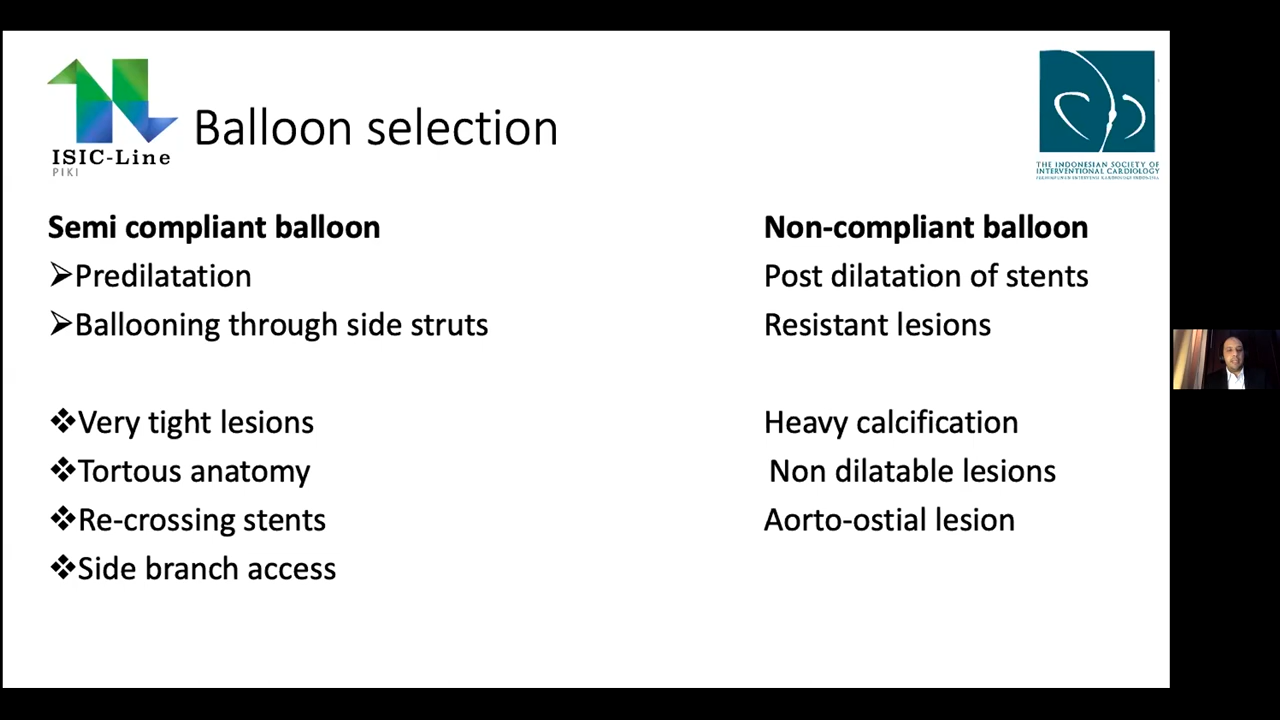 ISIC-Line
PIKI
Balloon selection
THE INDONESIAN SOCIETY OF
INTERVENTIONAL CARDIOLOGY
Semi compliant balloon
➢Predilatation
➢Ballooning through side struts
❖Very tight lesions
❖Tortous anatomy
❖Re-crossing stents
❖Side branch access
Non-compliant balloon
Post dilatation of stents
Resistant lesions
Heavy calcification
Non dilatable lesions
Aorto-ostial lesion